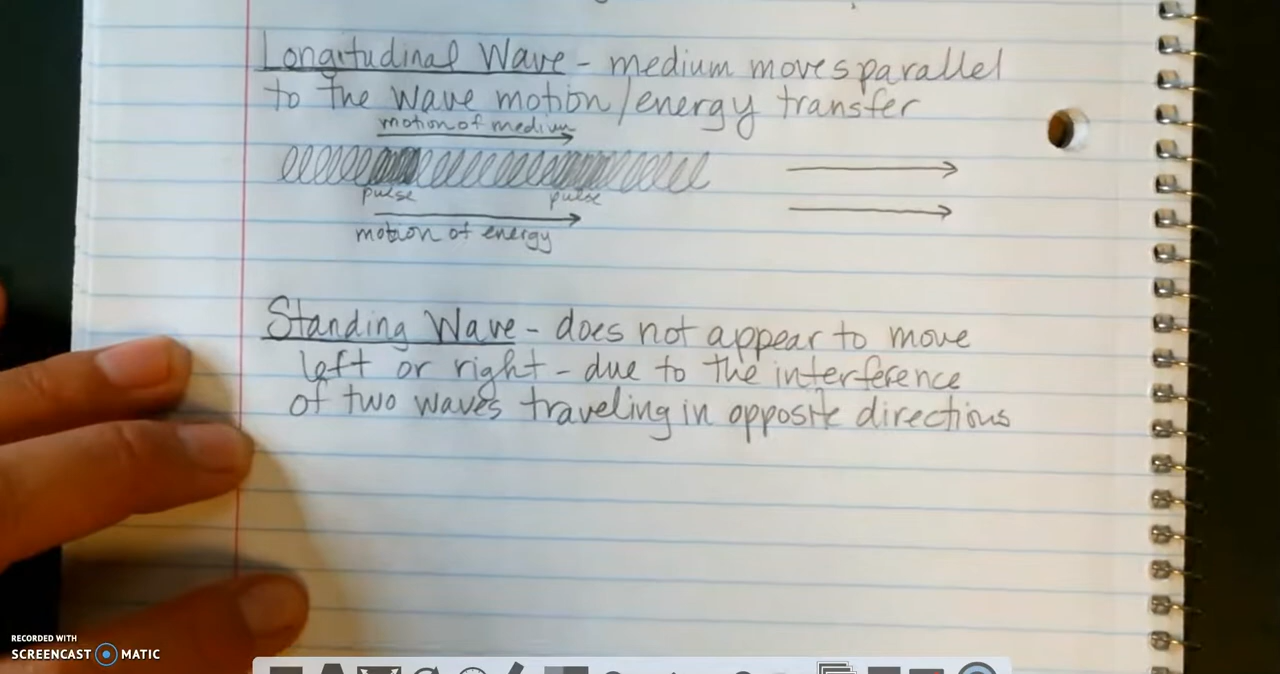 Longitudinal Wave - medium moves parallel
to the wave motion/energy transfer
motion of medium
pulse pulse
motion of energy
Standing Wave - does not appear to move
left or right - due to the interference
of two waves traveling in opposite directions
RECORDED WITH
SCREENCAST MATIC